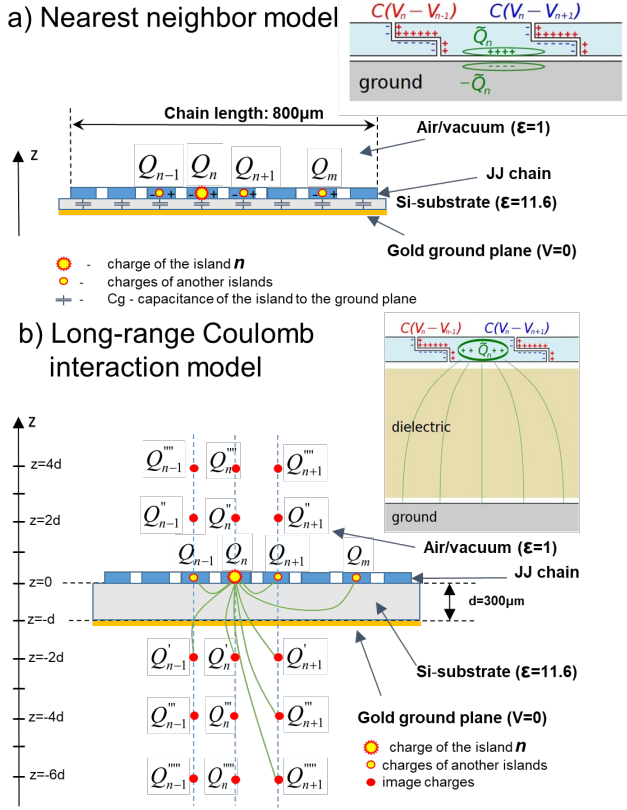 a) Nearest neighbor model
C(Vn – Vn-1) C(Vn – Vn+1)
Q̃n
ground
−Q̃n
Chain length: 800µm
Air/vacuum (ε=1)
z
Qn-1 Qn Qn+1 Qm
JJ chain
Si-substrate (ε=11.6)
Gold ground plane (V=0)
- charge of the island n
- charges of another islands
- Cg - capacitance of the island to the ground plane
b) Long-range Coulomb
interaction model
C(Vn–Vn-1) C(Vn–Vn+1)
Q̃n
dielectric
ground
z
z=4d
Q''''n-1 Q''''n Q''''n+1
z=2d
Q''n-1 Q''n Q''n+1
Air/vacuum (ε=1)
Qn-1 Qn Qn+1 Qm
JJ chain
z=0
d=300µm
z=-d
z=-2d
Q'n-1 Q'n Q'n+1
Si-substrate (ε=11.6)
z=-4d
Q'''n-1 Q'''n Q'''n+1
Gold ground plane (V=0)
z=-6d
Q'''''n-1 Q'''''n Q'''''n+1
charge of the island n
charges of another islands
image charges